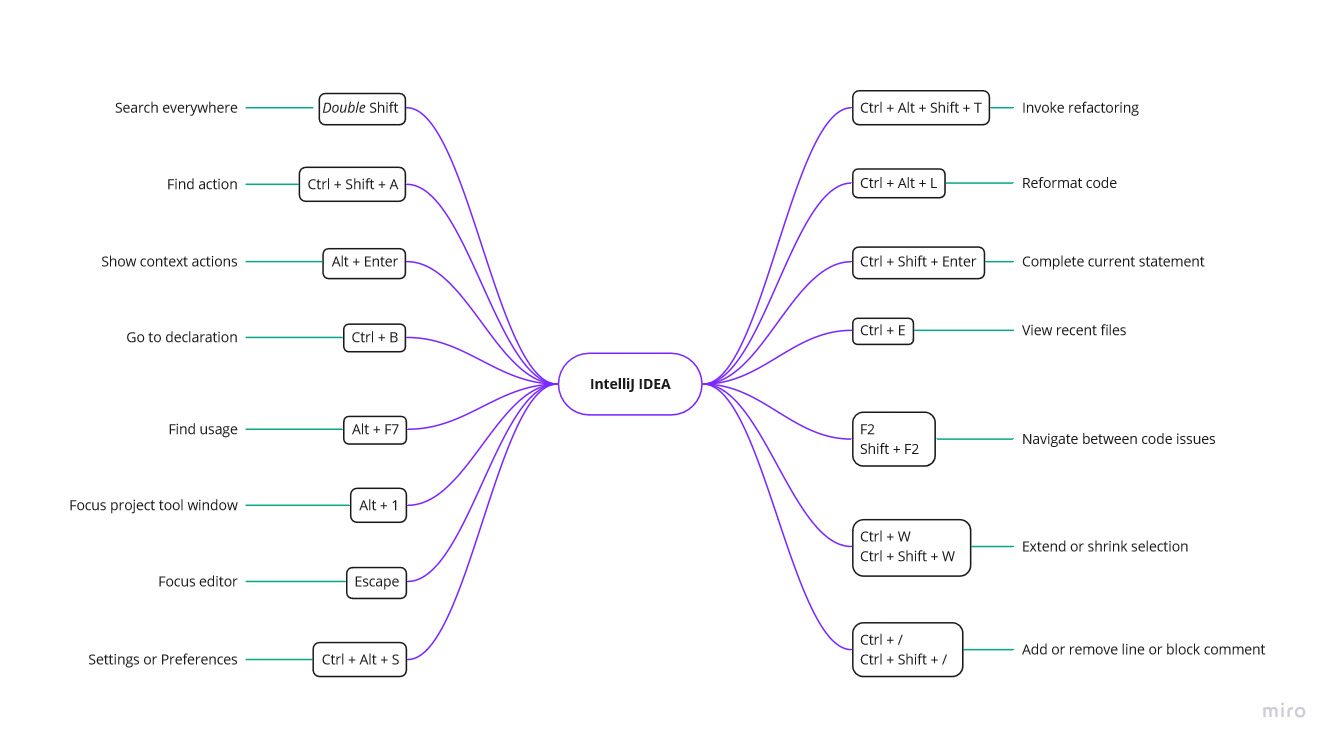 Search everywhere
Double Shift
Find action
Ctrl + Shift + A
Show context actions
Alt + Enter
Go to declaration
Ctrl + B
Find usage
Alt + F7
Focus project tool window
Alt + 1
Focus editor
Escape
Settings or Preferences
Ctrl + Alt + S
IntelliJ IDEA
Ctrl + Alt + Shift + T
Invoke refactoring
Ctrl + Alt + L
Reformat code
Ctrl + Shift + Enter
Complete current statement
Ctrl + E
View recent files
F2
Shift + F2
Navigate between code issues
Ctrl + W
Ctrl + Shift + W
Extend or shrink selection
Ctrl + /
Ctrl + Shift + /
Add or remove line or block comment
miro